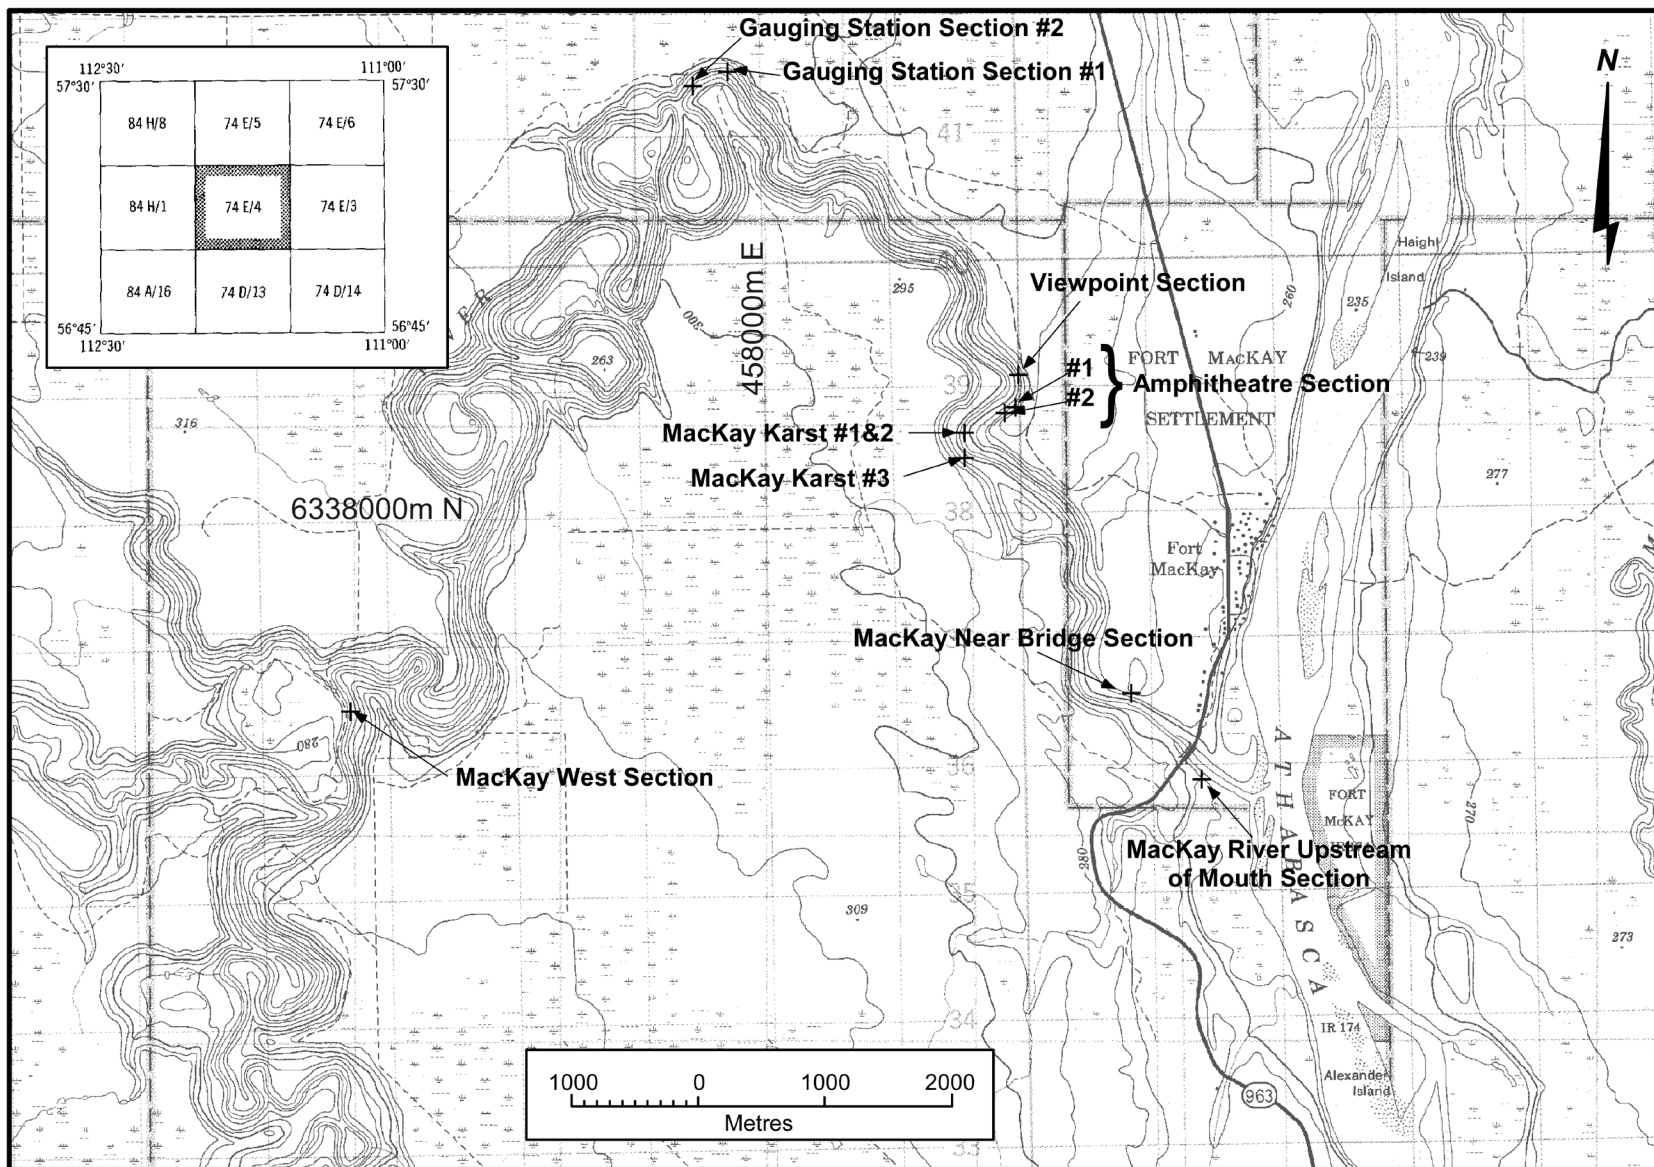 Gauging Station Section #2
Gauging Station Section #1
N
112°30'
111°00'
57°30'
57°30'
84 H/8
74 E/5
74 E/6
84 H/1
74 E/4
74 E/3
84 A/16
74 D/13
74 D/14
56°45'
56°45'
112°30'
111°00'
41
40
Haight
Island
458000m E
295
Viewpoint Section
260
235
300
263
239
#1
FORT MACKAY
39
Amphitheatre Section
#2
SETTLEMENT
316
MacKay Karst #1&2
MacKay Karst #3
277
6338000m N
38
Fort
MacKay
MacKay Near Bridge Section
280
MacKay West Section
36
ATHABASCA
FORT
McKAY
270
280
MacKay River Upstream
of Mouth Section
35
309
273
34
IR 174
Alexander
Island
963
1000 0 1000 2000
Metres
33